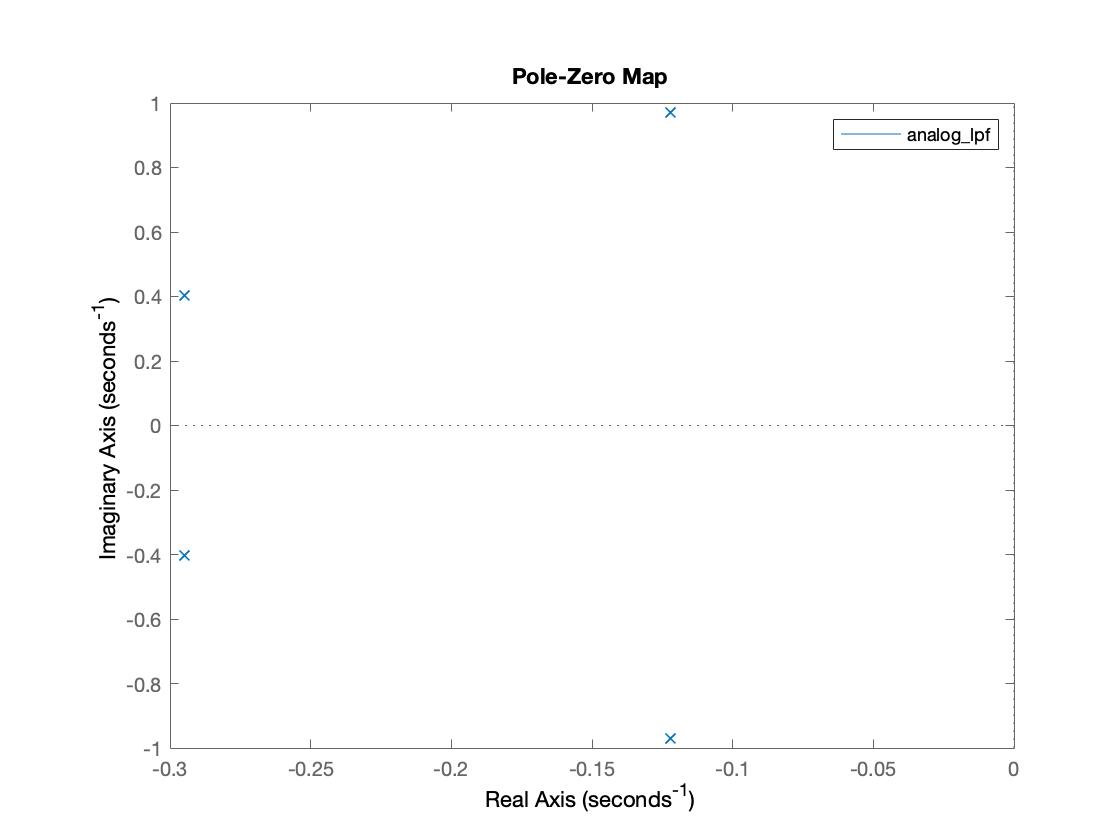 Pole-Zero Map
analog_lpf
1
0.8
0.6
0.4
0.2
0
-0.2
-0.4
-0.6
-0.8
-1
Imaginary Axis (seconds⁻¹)
-0.3 -0.25 -0.2 -0.15 -0.1 -0.05 0
Real Axis (seconds⁻¹)